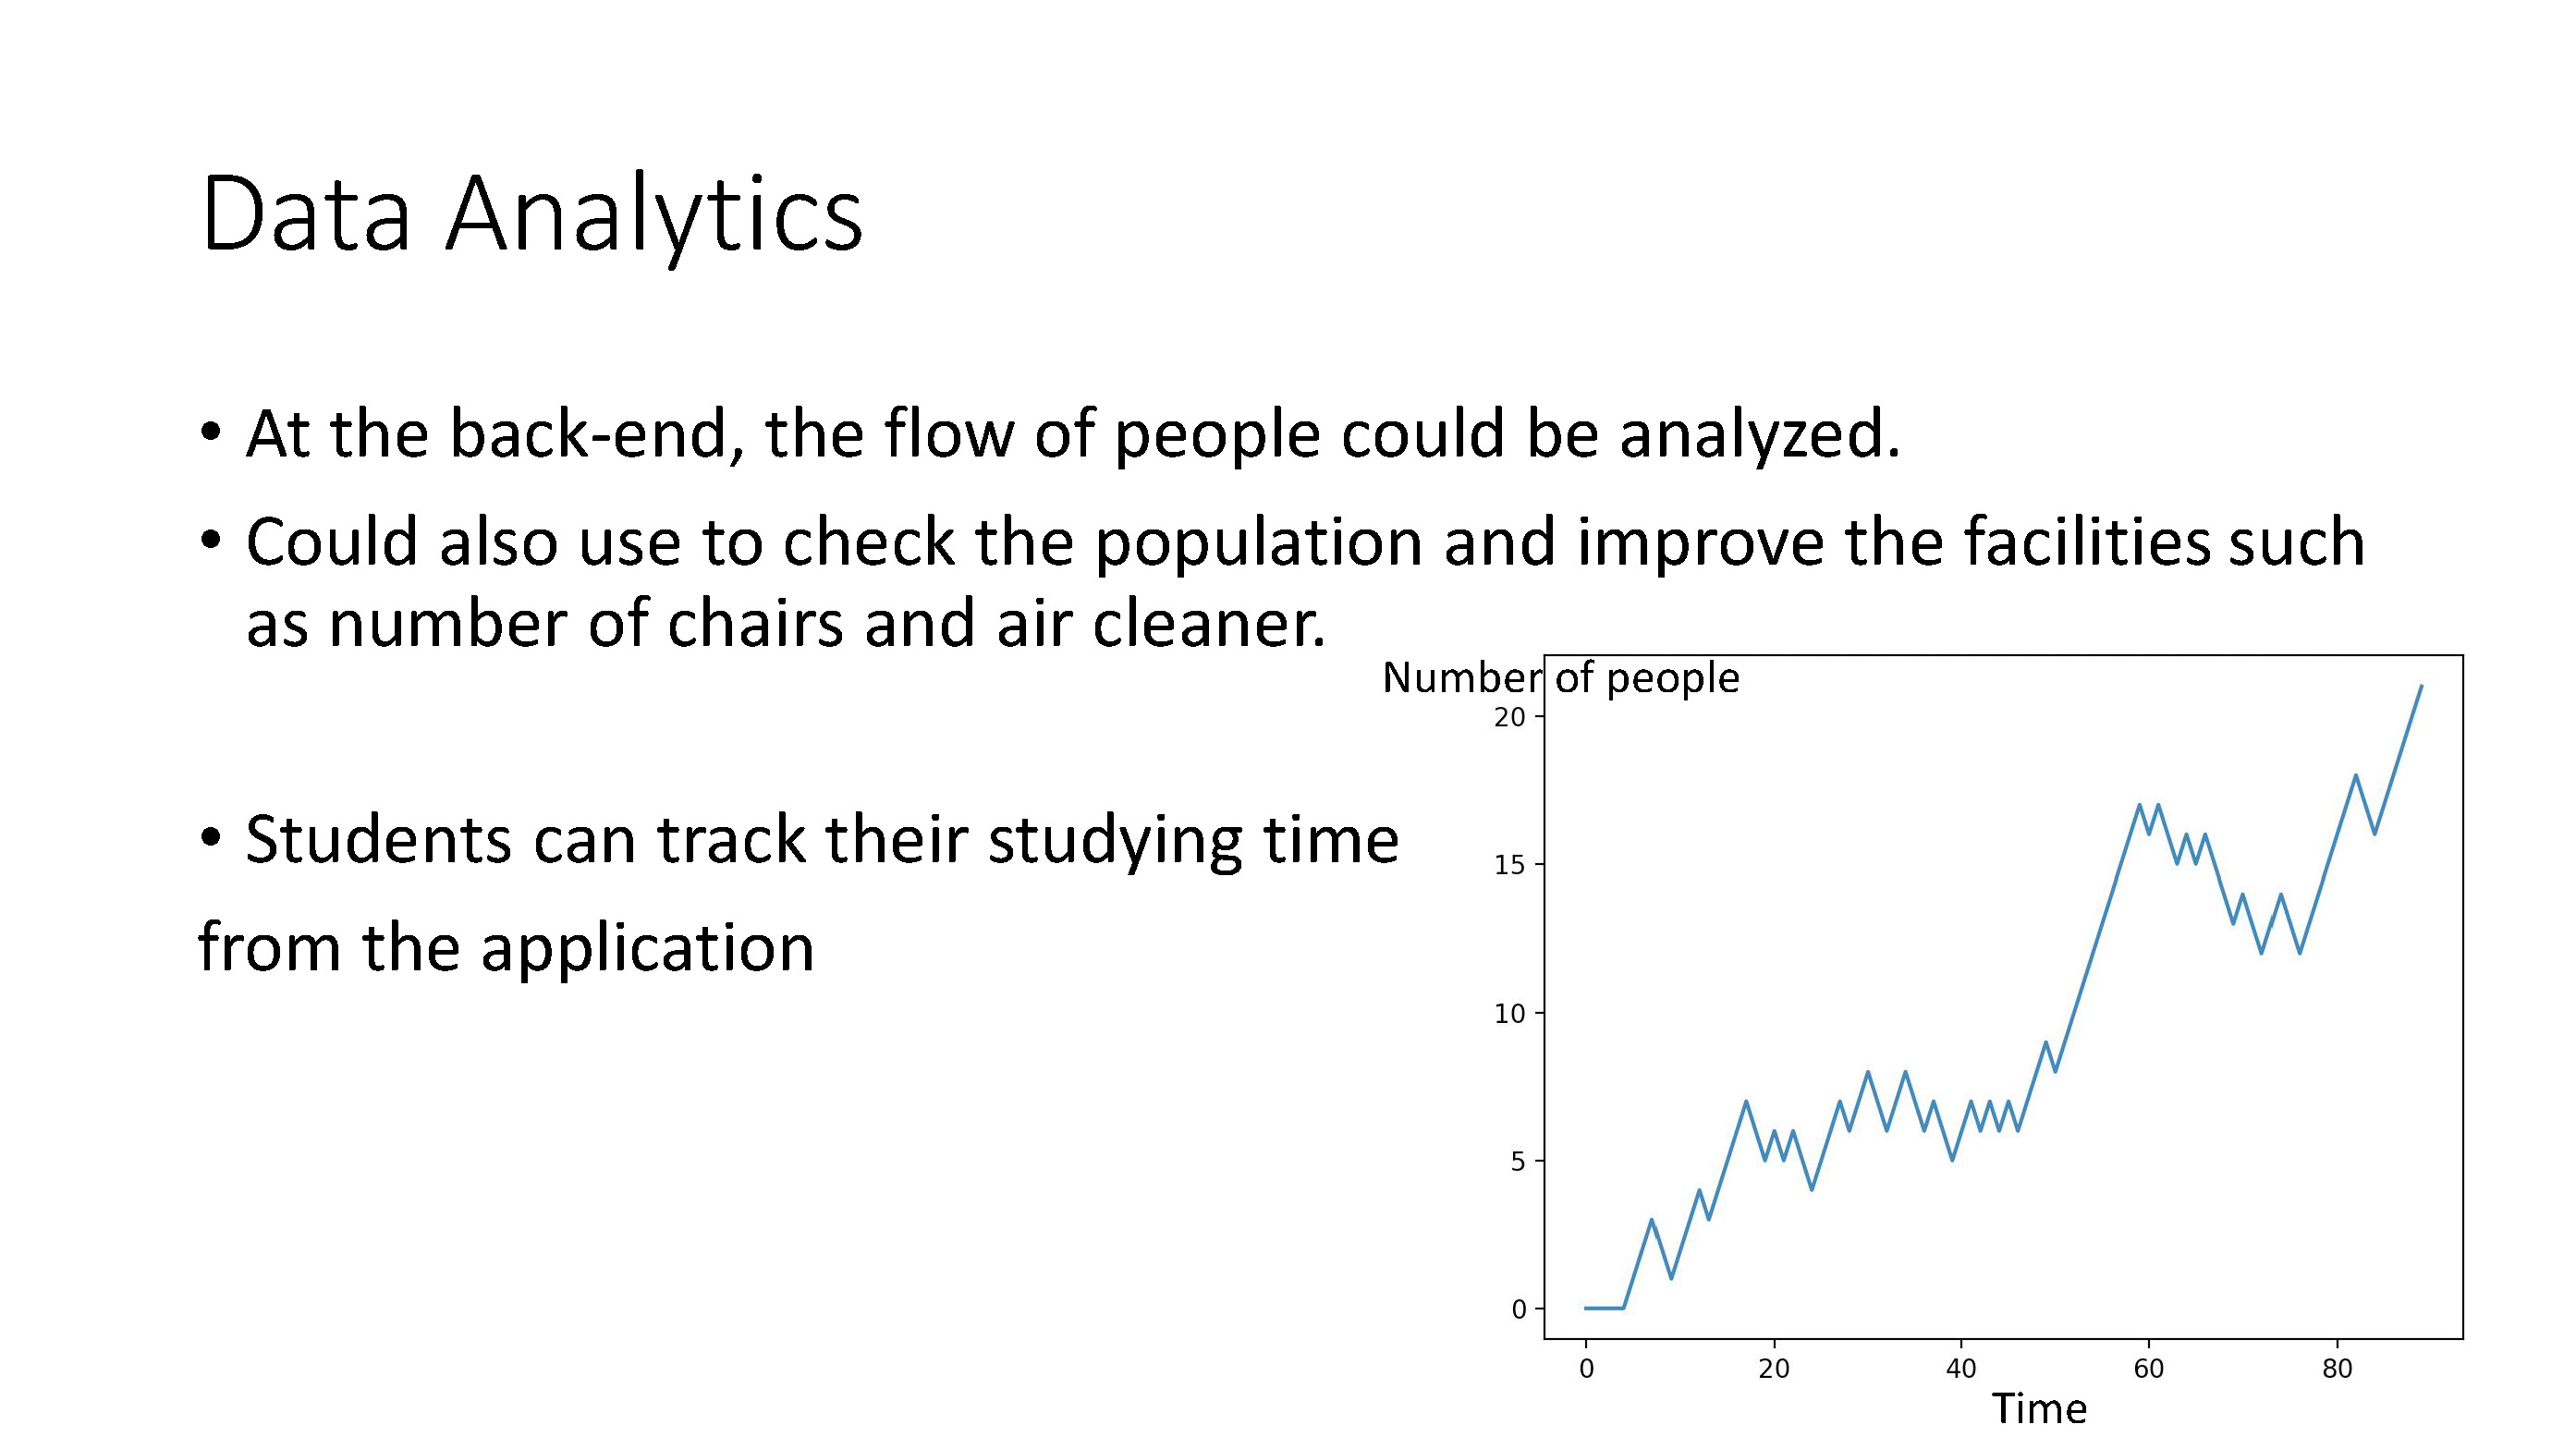 Data Analytics
• At the back-end, the flow of people could be analyzed.
• Could also use to check the population and improve the facilities such
as number of chairs and air cleaner.
• Students can track their studying time
from the application
Number of people
20
15
10
5
0
0 20 40 60 80
Time